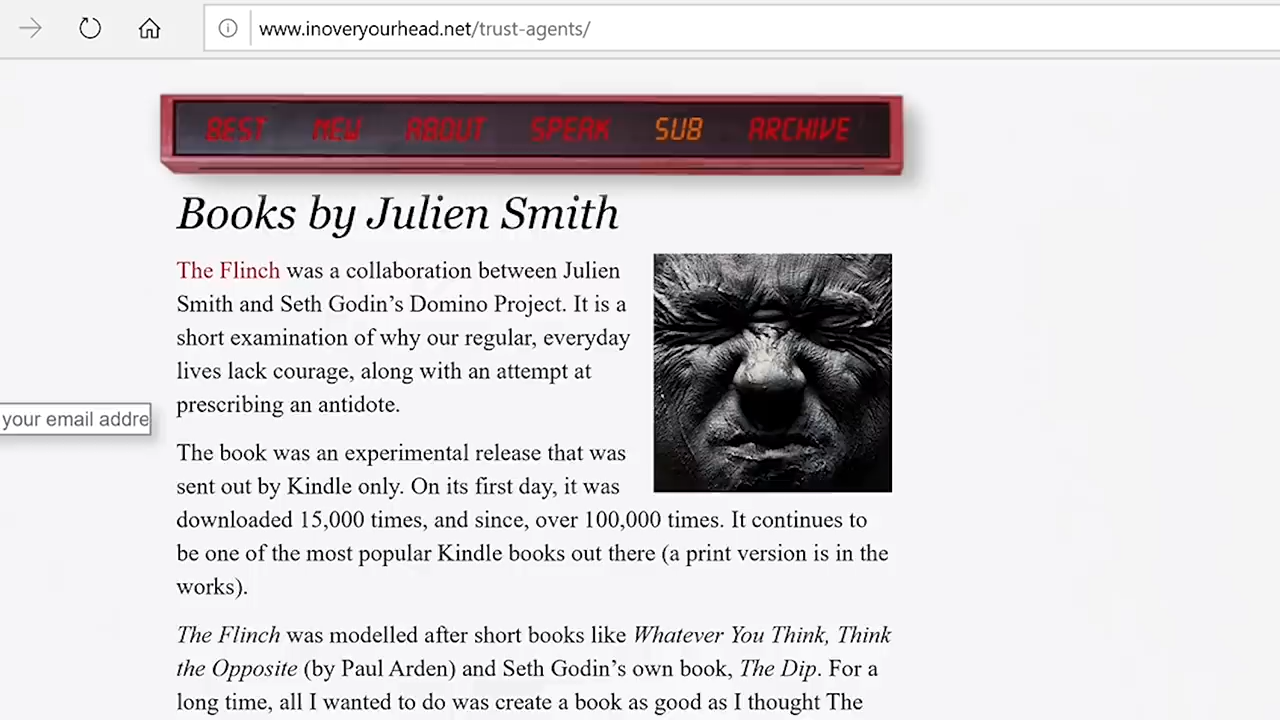 www.inoveryourhead.net/trust-agents/
BEST NEW ABOUT SPEAK SUB ARCHIVE
Books by Julien Smith
The Flinch was a collaboration between Julien
Smith and Seth Godin’s Domino Project. It is a
short examination of why our regular, everyday
lives lack courage, along with an attempt at
your email addre
prescribing an antidote.
The book was an experimental release that was
sent out by Kindle only. On its first day, it was
downloaded 15,000 times, and since, over 100,000 times. It continues to
be one of the most popular Kindle books out there (a print version is in the
works).
The Flinch was modelled after short books like Whatever You Think, Think
the Opposite (by Paul Arden) and Seth Godin’s own book, The Dip. For a
long time, all I wanted to do was create a book as good as I thought The